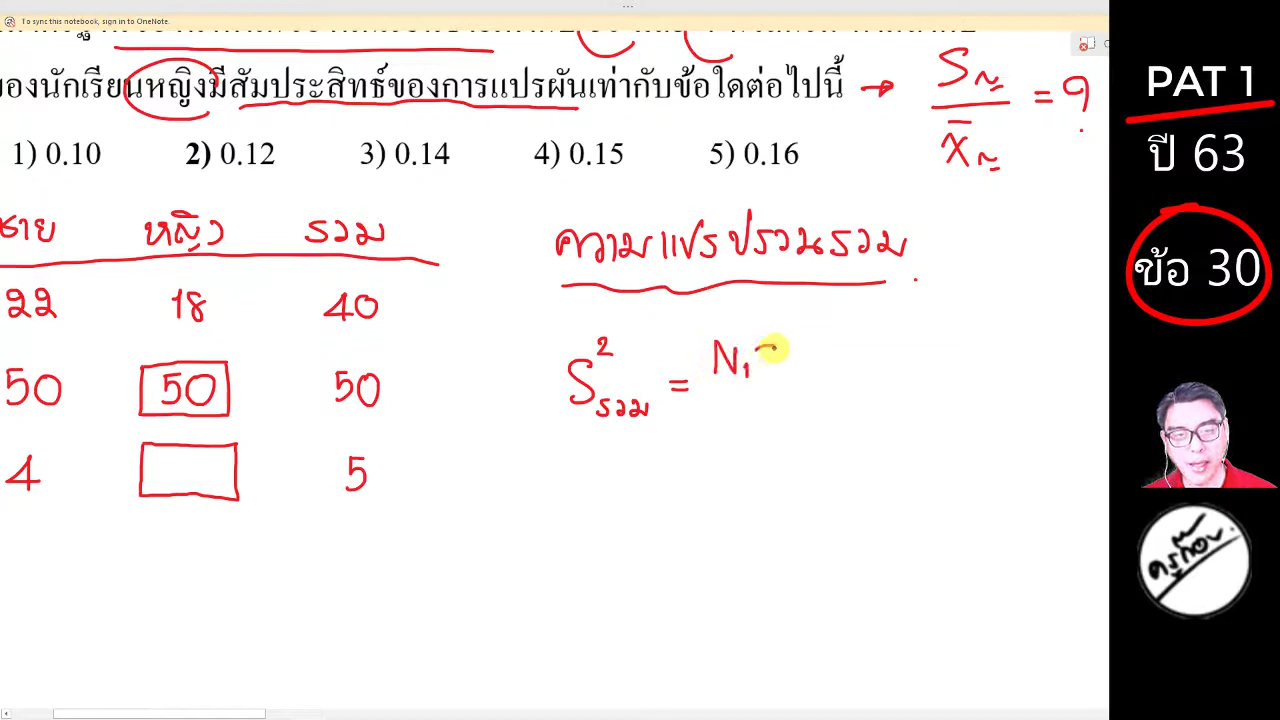 To sync this notebook, sign in to OneNote.
ของนักเรียนหญิงมีสัมประสิทธ์ของการแปรผันเท่ากับข้อใดต่อไปนี้ → Sญ / X̄ญ = ?
1) 0.10 2) 0.12 3) 0.14 4) 0.15 5) 0.16
ชาย หญิง รวม
22 18 40
50 50 50
4 5
ความแปรปรวนรวม
S²รวม = N₁
PAT 1
ปี 63
ข้อ 30
ครูก๊อบ